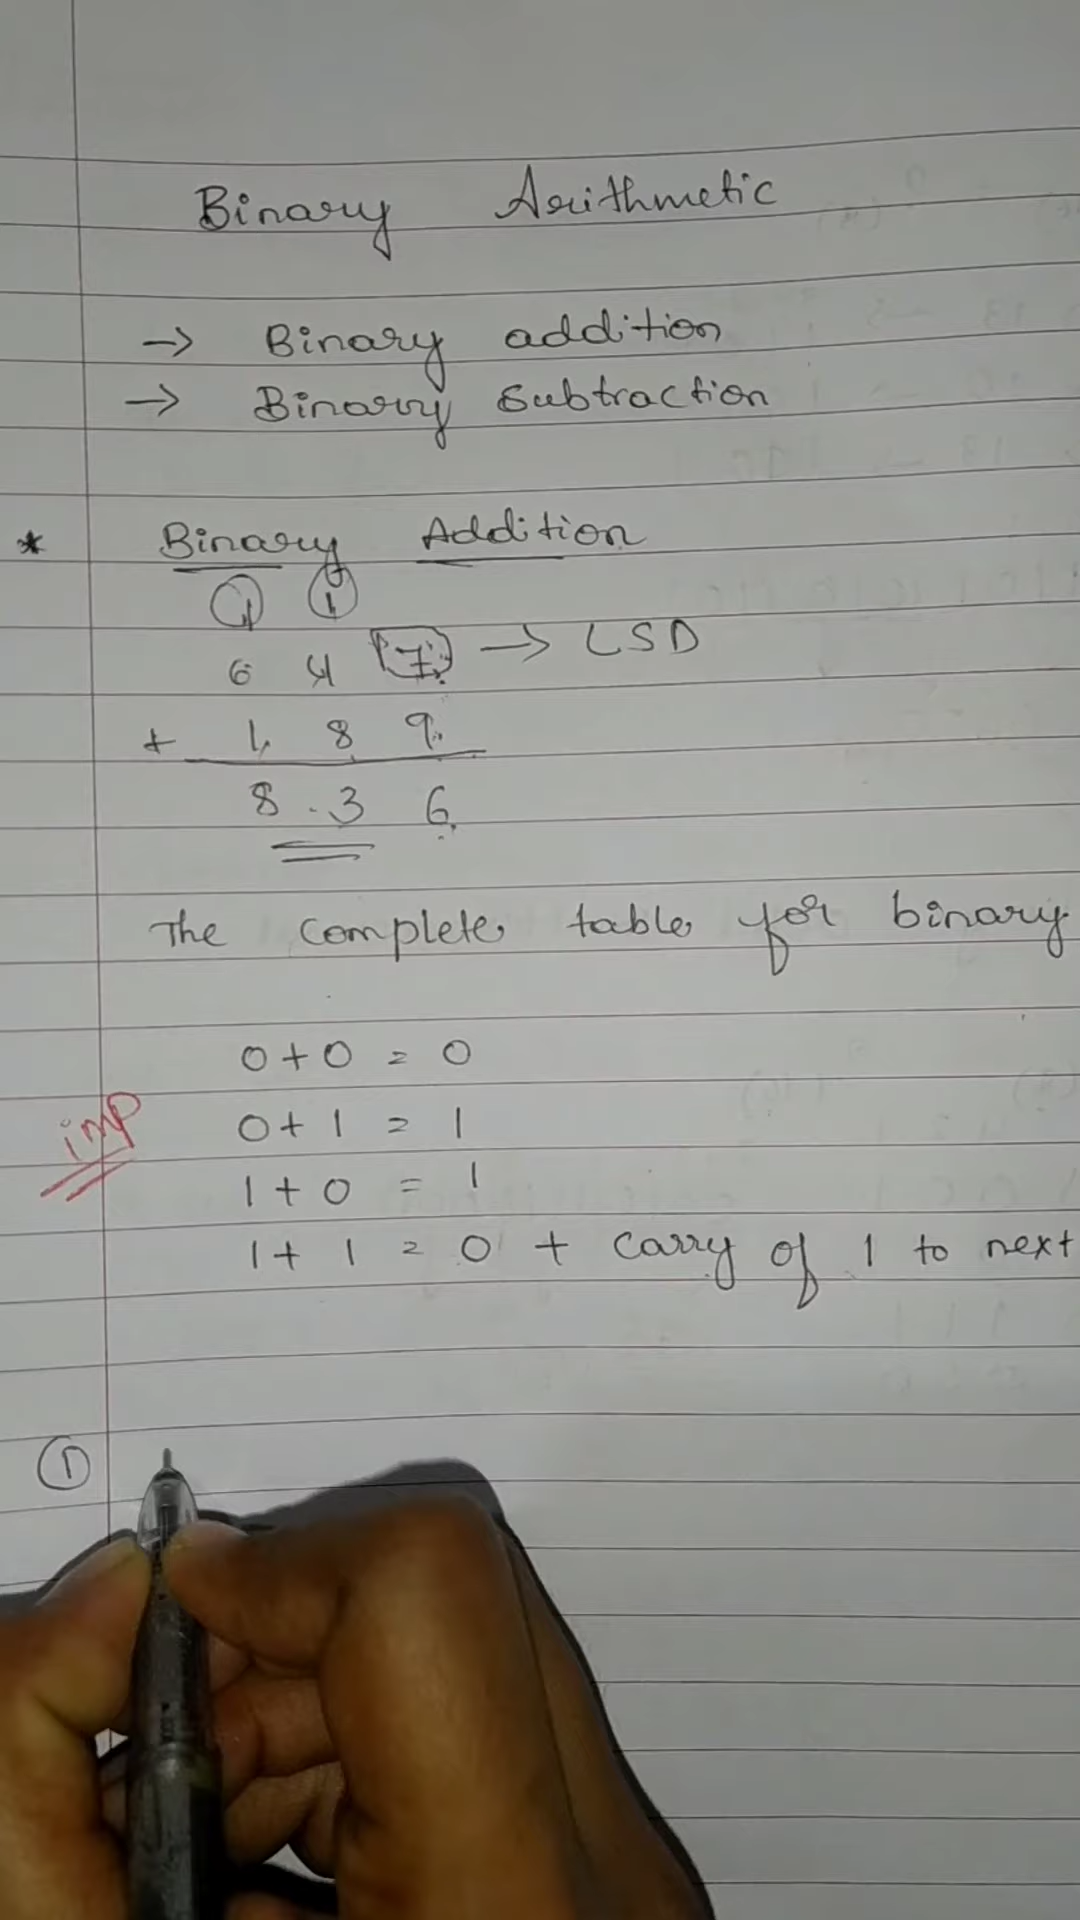 Binary Arithmetic
→ Binary addition
→ Binary Subtraction
* Binary Addition
1 1
6 4 7 → LSD
+ 1 8 9
8 3 6
The complete table for binary
0 + 0 = 0
imp
0 + 1 = 1
1 + 0 = 1
1 + 1 = 0 + carry of 1 to next
①